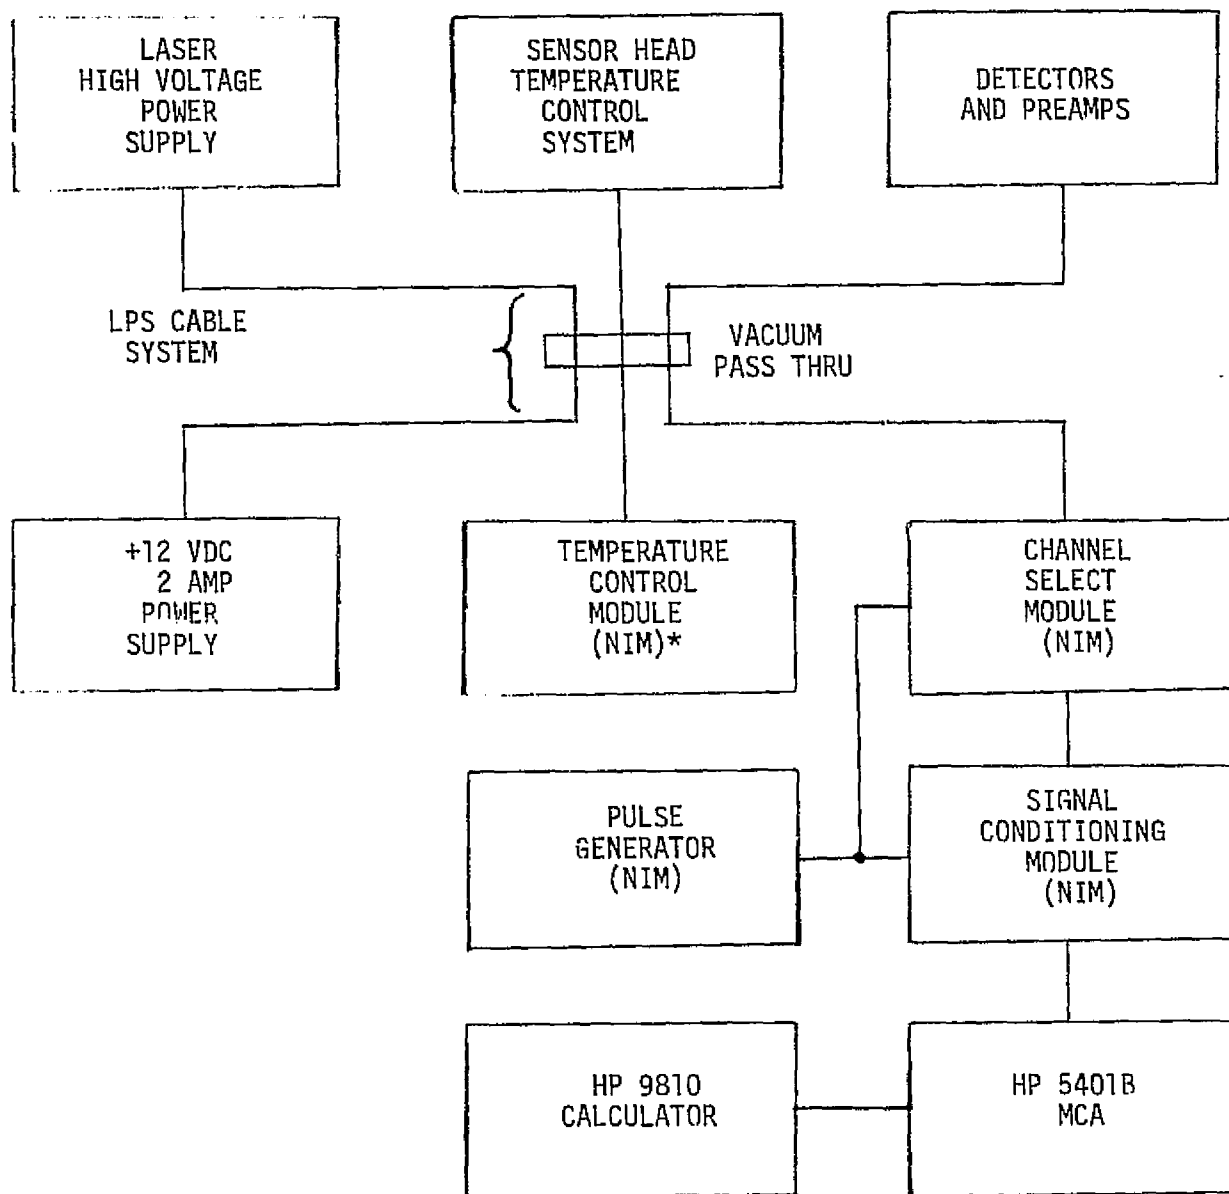 LASER
HIGH VOLTAGE
POWER
SUPPLY
SENSOR HEAD
TEMPERATURE
CONTROL
SYSTEM
DETECTORS
AND PREAMPS
LPS CABLE
SYSTEM
VACUUM
PASS THRU
+12 VDC
2 AMP
POWER
SUPPLY
TEMPERATURE
CONTROL
MODULE
(NIM)*
CHANNEL
SELECT
MODULE
(NIM)
PULSE
GENERATOR
(NIM)
SIGNAL
CONDITIONING
MODULE
(NIM)
HP 9810
CALCULATOR
HP 5401B
MCA